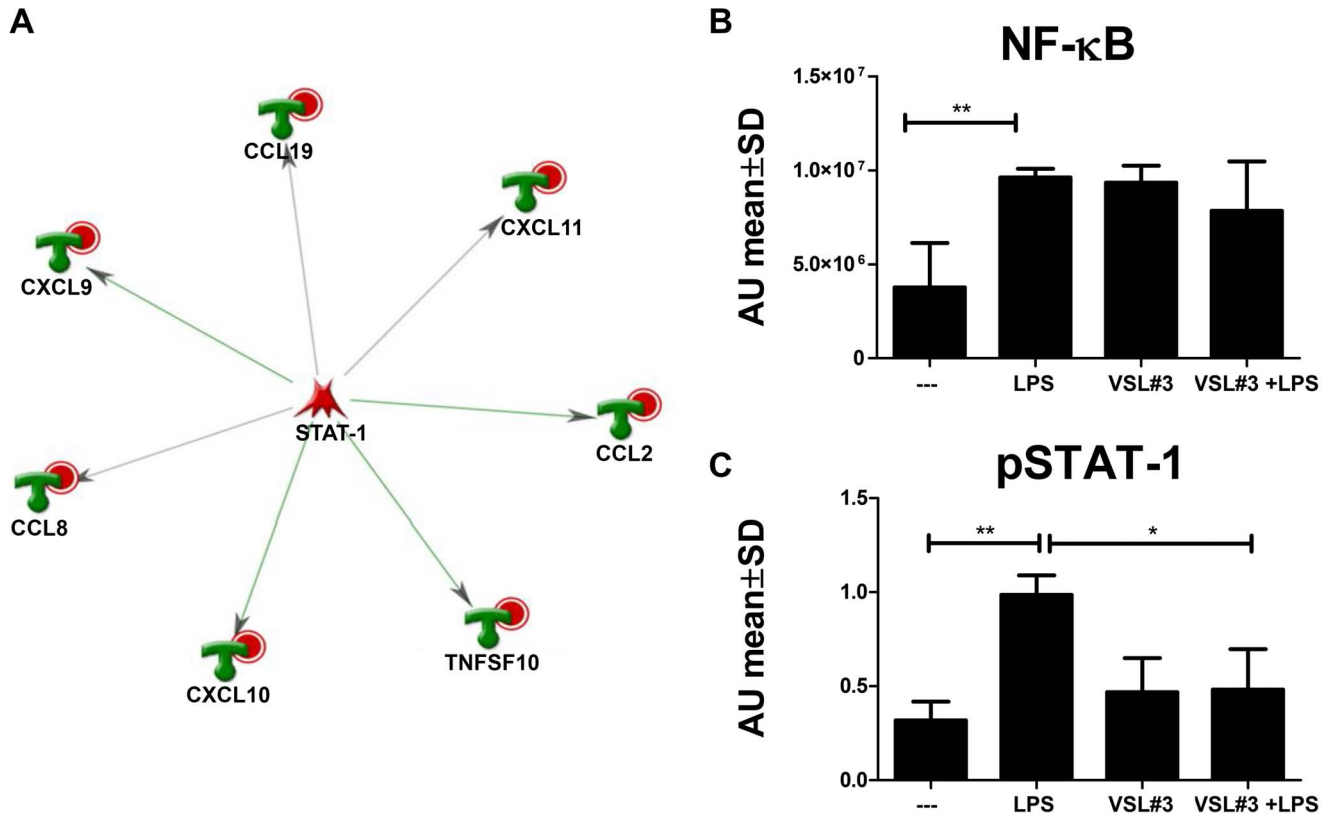 A
CCL19
CXCL11
CXCL9
STAT-1
CCL2
CCL8
TNFSF10
CXCL10
B
NF-κB
AU mean±SD
1.5×10⁷
1.0×10⁷
5.0×10⁶
0
**
--- LPS VSL#3 VSL#3 +LPS
C
pSTAT-1
AU mean±SD
1.5
1.0
0.5
0.0
** *
--- LPS VSL#3 VSL#3 +LPS